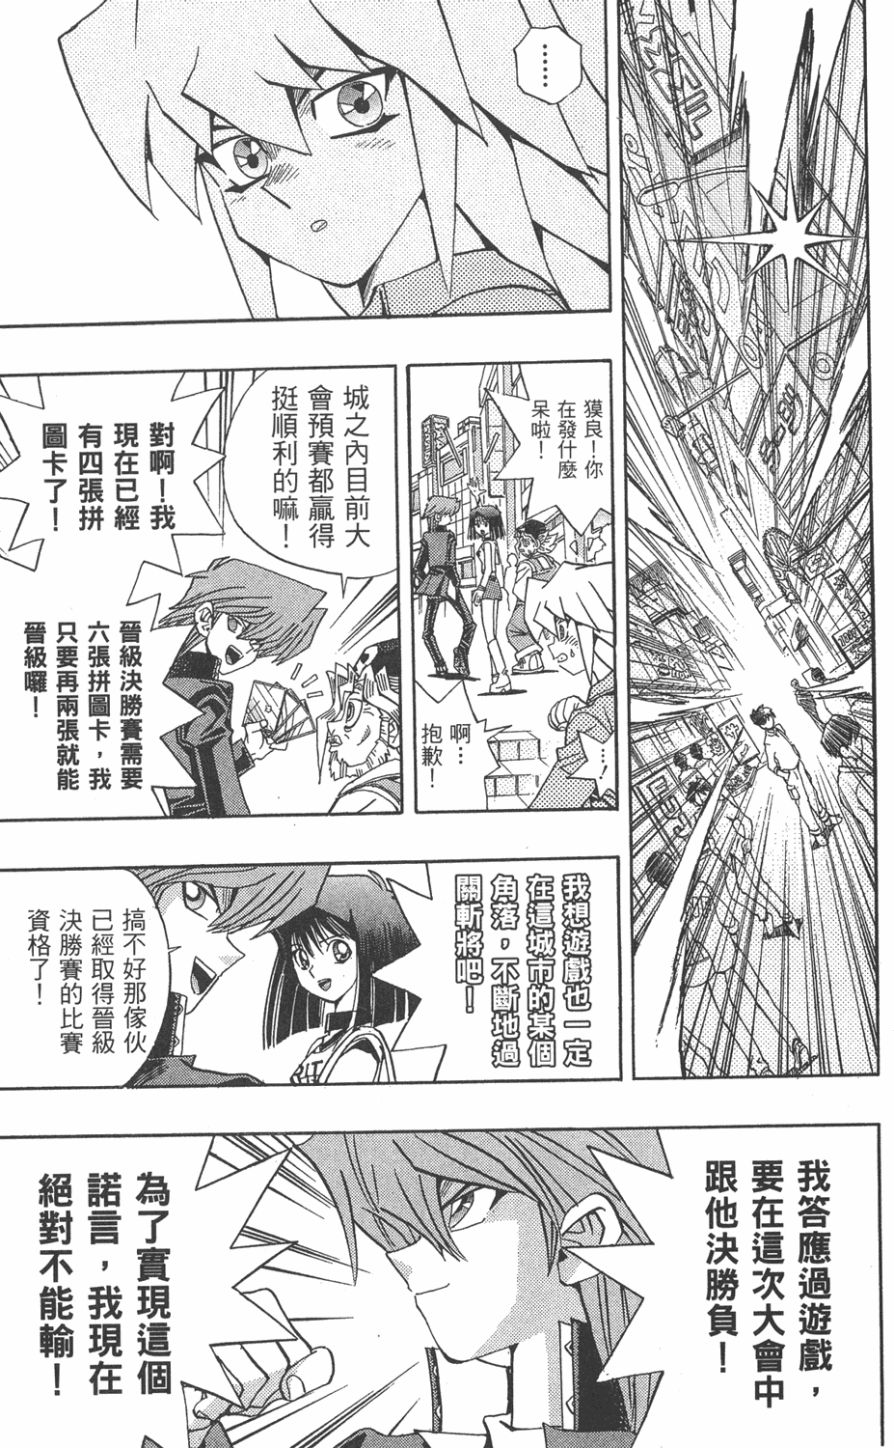 ……
獏良！你
在發什麼
呆啦！
…！
啊…
抱歉！
城之內目前大
會預賽都贏得
挺順利的嘛！
對啊！我
現在已經
有四張拼
圖卡了！
晉級決勝賽需要
六張拼圖卡，我
只要再兩張就能
晉級囉！
我想遊戲也一定
在這城市的某個
角落，不斷地過
關斬將吧！
搞不好那傢伙
已經取得晉級
決勝賽的比賽
資格了！
我答應過遊戲，
要在這次大會中
跟他決勝負！
為了實現這個
諾言，我現在
絕對不能輸！